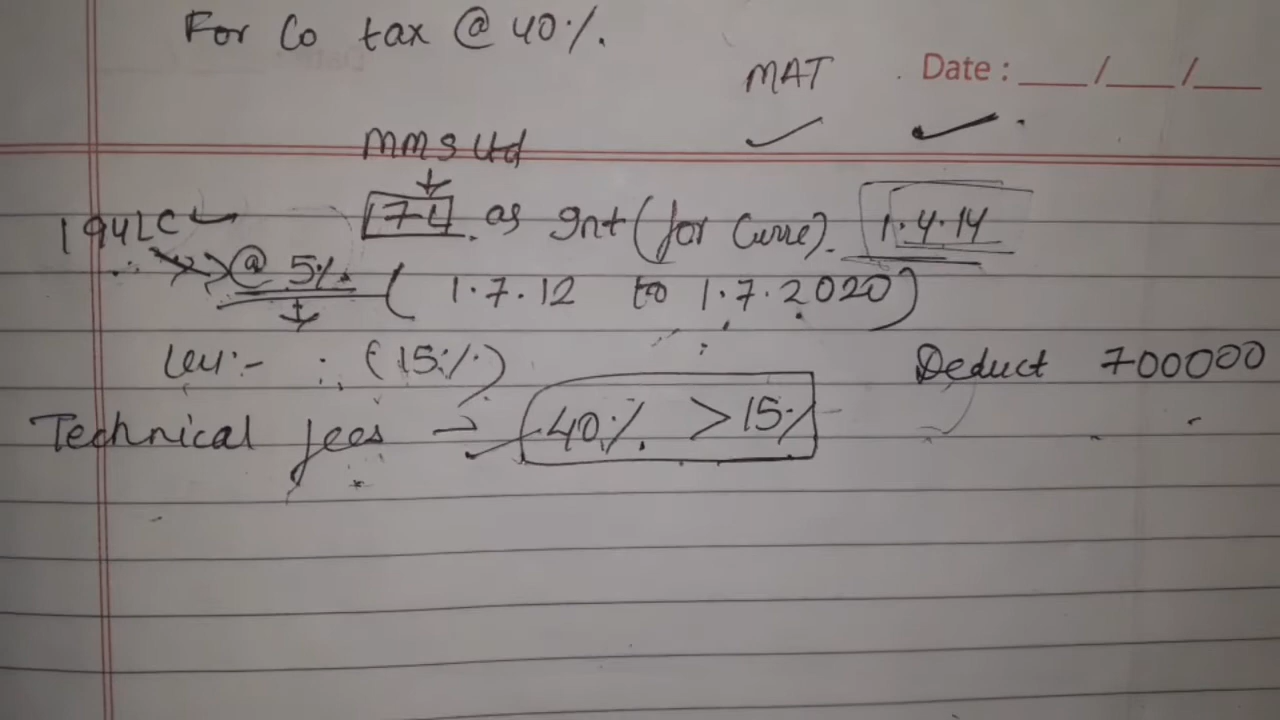 For Co tax @ 40%.
MAT
Date : ___/___/___
MMS Ltd
194LC 74 as Int (for Curre). 1.4.14
@ 5% ( 1.7.12 to 1.7.2020)
(15%) Deduct 700000
Technical fees → 40% > 15%